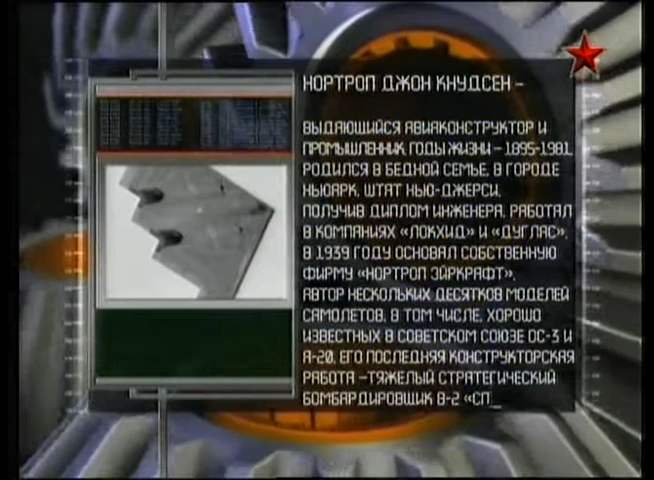 НОРТРОП ДЖОН КНУДСЕН –
ВЫДАЮЩИЙСЯ АВИАКОНСТРУКТОР И
ПРОМЫШЛЕННИК. ГОДЫ ЖИЗНИ – 1895-1981.
РОДИЛСЯ В БЕДНОЙ СЕМЬЕ, В ГОРОДЕ
НЬЮАРК, ШТАТ НЬЮ-ДЖЕРСИ.
ПОЛУЧИВ ДИПЛОМ ИНЖЕНЕРА, РАБОТАЛ
В КОМПАНИЯХ «ЛОКХИД» И «ДУГЛАС».
В 1939 ГОДУ ОСНОВАЛ СОБСТВЕННУЮ
ФИРМУ «НОРТРОП ЭЙРКРАФТ».
АВТОР НЕСКОЛЬКИХ ДЕСЯТКОВ МОДЕЛЕЙ
САМОЛЕТОВ, В ТОМ ЧИСЛЕ, ХОРОШО
ИЗВЕСТНЫХ В СОВЕТСКОМ СОЮЗЕ DC-3 И
А-20. ЕГО ПОСЛЕДНЯЯ КОНСТРУКТОРСКАЯ
РАБОТА –ТЯЖЕЛЫЙ СТРАТЕГИЧЕСКИЙ
БОМБАРДИРОВЩИК В-2 «СП_